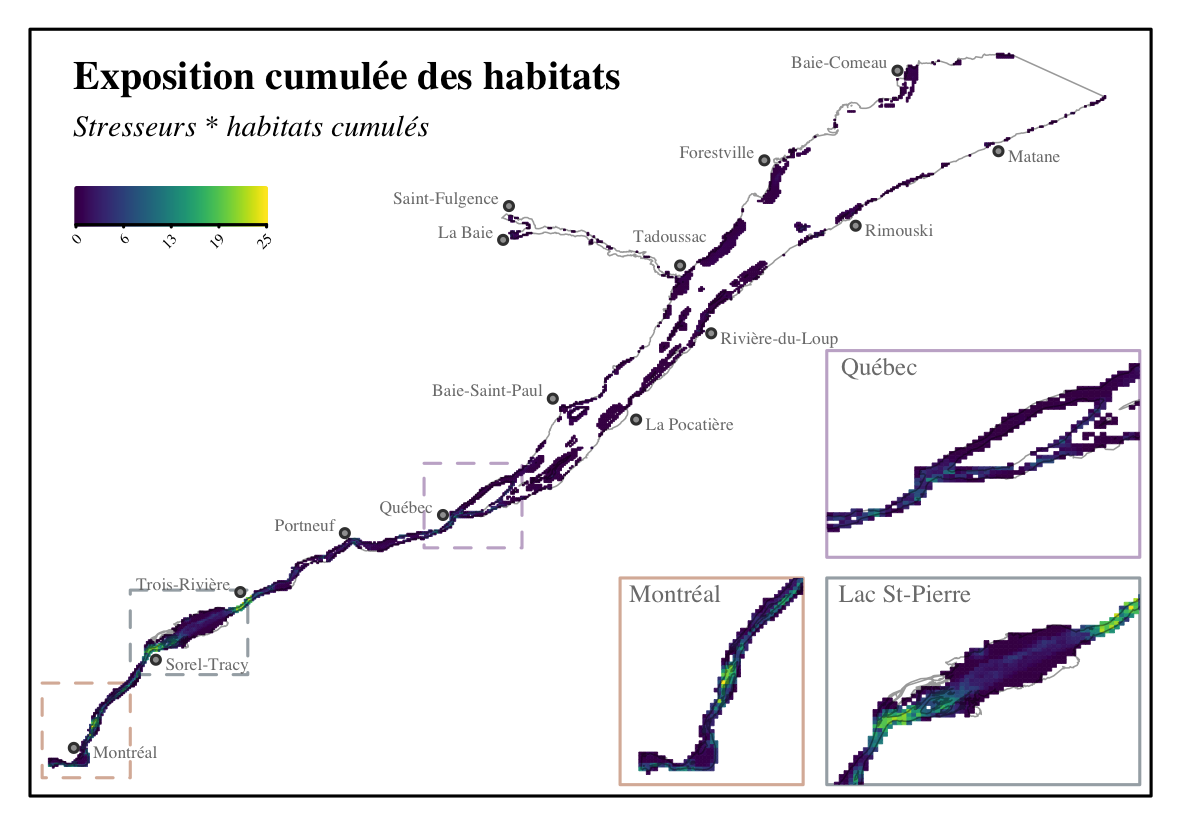 Exposition cumulée des habitats
Stresseurs * habitats cumulés
0 6 13 19 25
Baie-Comeau
Matane
Forestville
Saint-Fulgence
La Baie
Tadoussac
Rimouski
Rivière-du-Loup
Baie-Saint-Paul
La Pocatière
Québec
Portneuf
Trois-Rivière
Sorel-Tracy
Montréal
Québec
Montréal
Lac St-Pierre